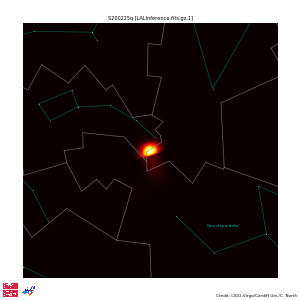 S200225q [LALInference.fits.gz,1]
Camelopardalis
Credit: LIGO-Virgo/Cardiff Uni./C. North